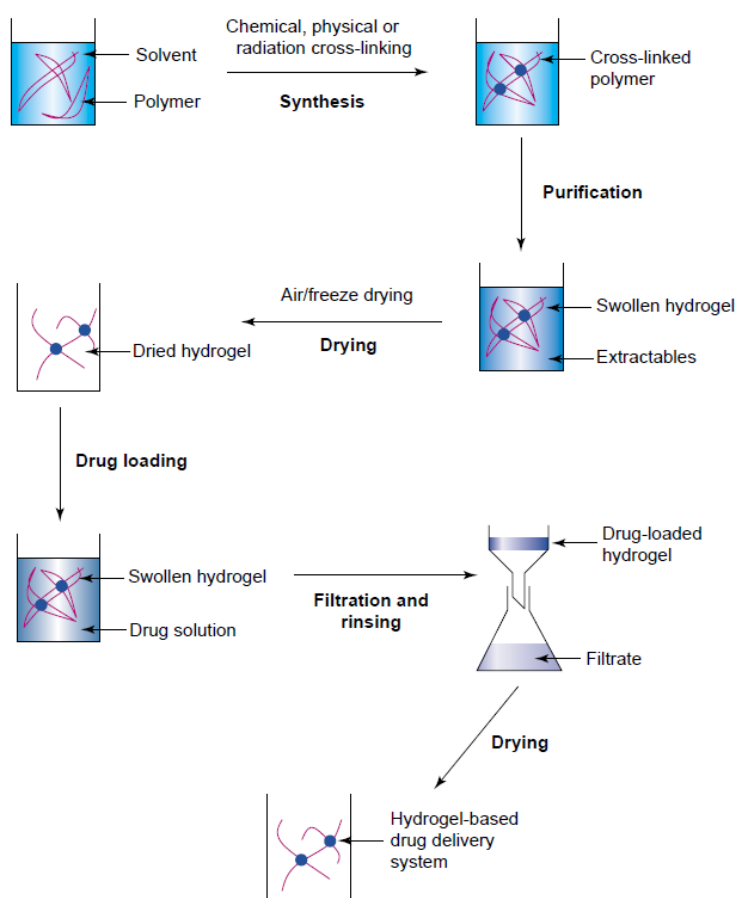 Solvent
Polymer
Chemical, physical or
radiation cross-linking
Synthesis
Cross-linked
polymer
Purification
Swollen hydrogel
Extractables
Air/freeze drying
Drying
Dried hydrogel
Drug loading
Swollen hydrogel
Drug solution
Filtration and
rinsing
Drug-loaded
hydrogel
Filtrate
Drying
Hydrogel-based
drug delivery
system